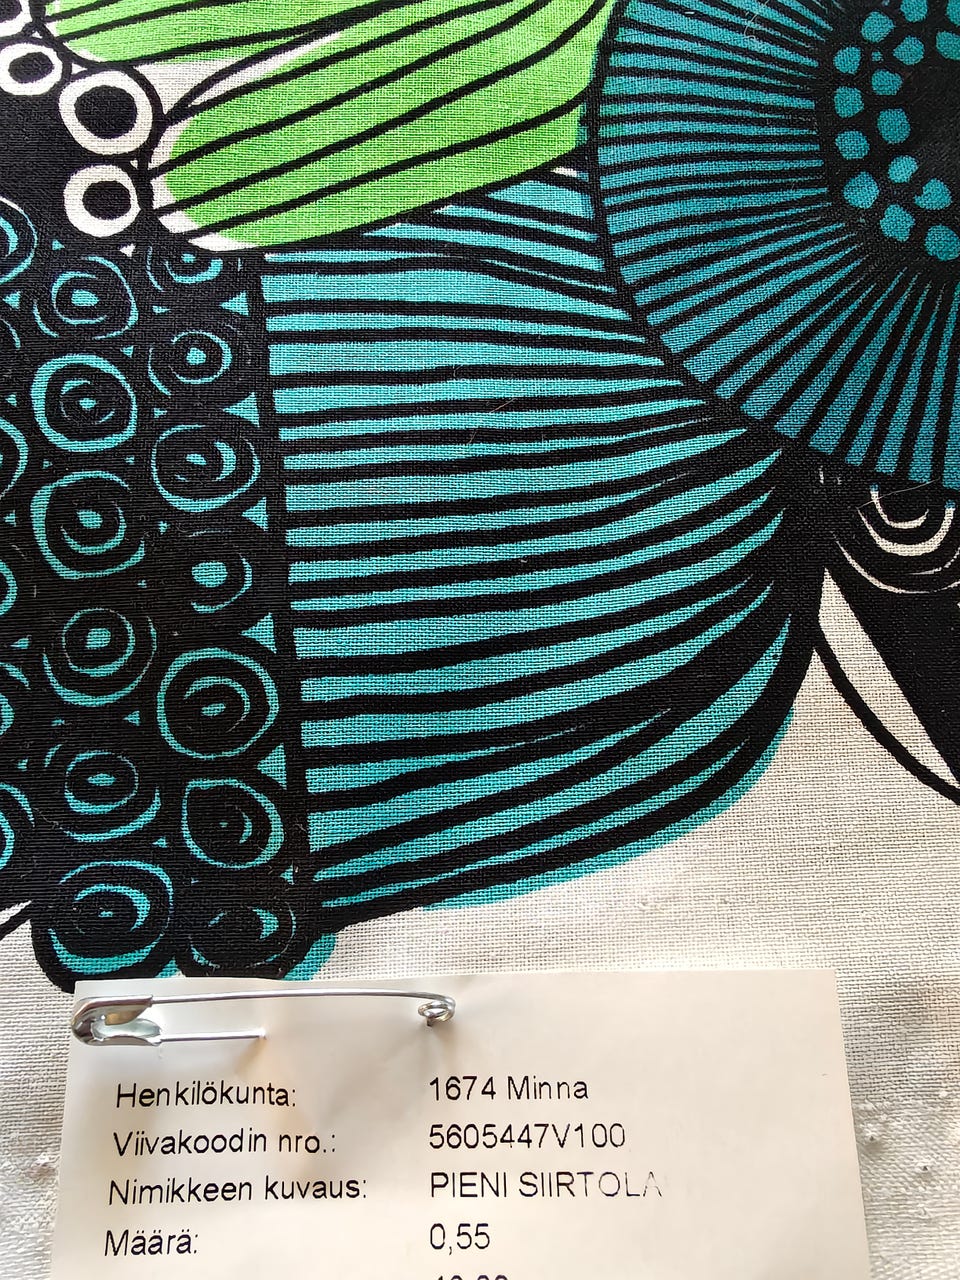 Henkilökunta: 1674 Minna
Viivakoodin nro.: 5605447V100
Nimikkeen kuvaus: PIENI SIIRTOLA
Määrä: 0,55